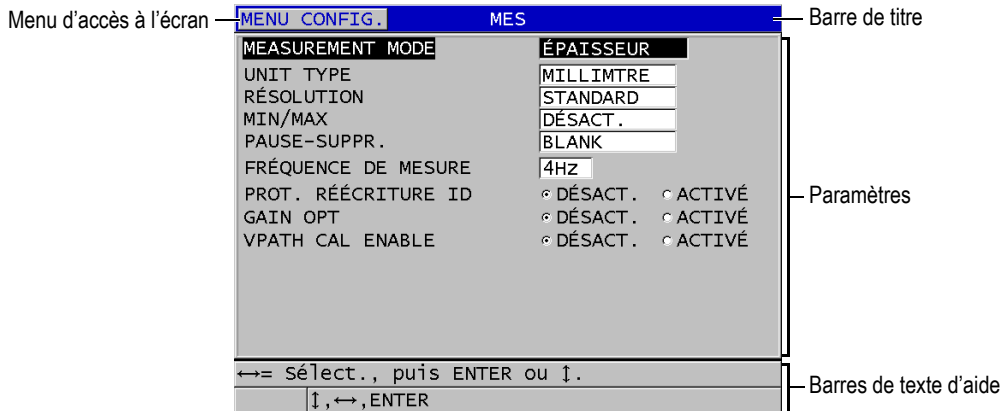 Menu d’accès à l’écran
MENU CONFIG. MES
Barre de titre
MEASUREMENT MODE ÉPAISSEUR
UNIT TYPE MILLIMTRE
RÉSOLUTION STANDARD
MIN/MAX DÉSACT.
PAUSE-SUPPR. BLANK
FRÉQUENCE DE MESURE 4Hz
PROT. RÉÉCRITURE ID DÉSACT. ACTIVÉ
Paramètres
GAIN OPT DÉSACT. ACTIVÉ
VPATH CAL ENABLE DÉSACT. ACTIVÉ
↔= Sélect., puis ENTER ou ↕.
Barres de texte d’aide
↕,↔,ENTER